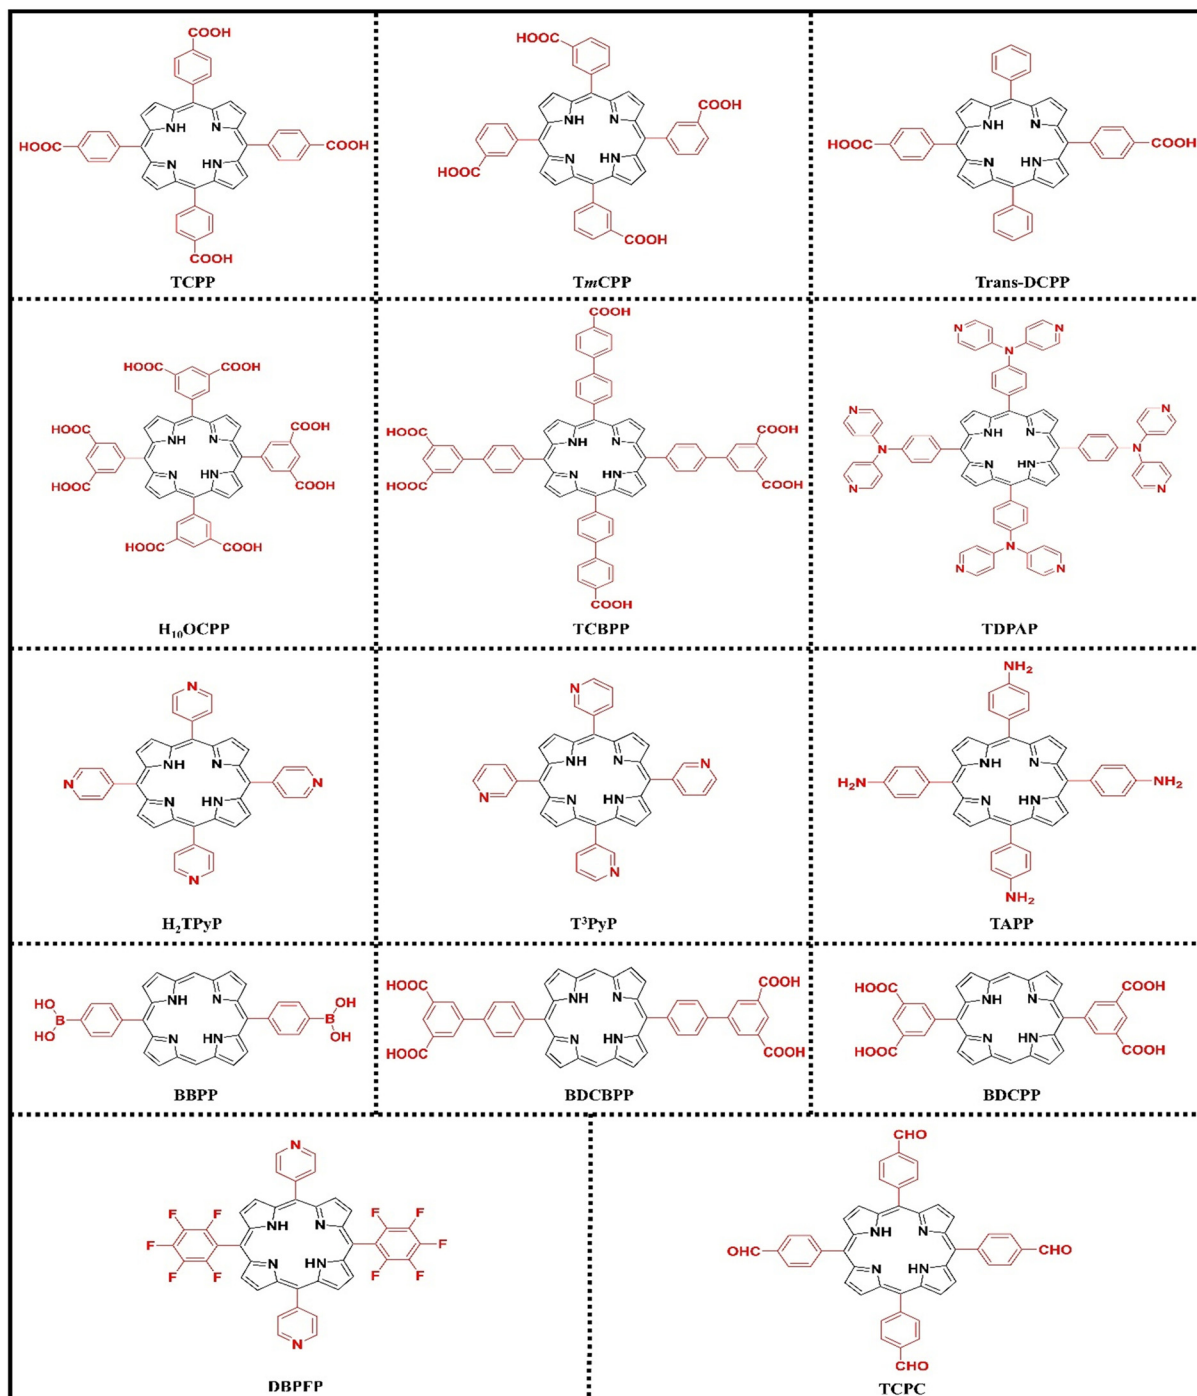 COOH
NH N
HOOC COOH
N HN
COOH
TCPP
HOOC
COOH
NH N
N HN
HOOC
COOH
TmCPP
NH N
HOOC COOH
N HN
Trans-DCPP
HOOC COOH
HOOC COOH
NH N
N HN
HOOC COOH
HOOC COOH
H₁₀OCPP
COOH
HOOC COOH
NH N
N HN
HOOC COOH
COOH
TCBPP
N N
N
N N
NH N
N N
N HN
N N
N
N N
TDPAP
N
NH N
N N
N HN
N
H₂TPyP
N
NH N N
N N HN
N
T³PyP
NH₂
NH N
H₂N NH₂
N HN
NH₂
TAPP
HO OH
NH N
B B
N HN
HO OH
BBPP
HOOC COOH
NH N
N HN
HOOC COOH
BDCBPP
HOOC COOH
NH N
N HN
HOOC COOH
BDCPP
N
F F F F
NH N
F F
N HN
F F F F
N
DBPFP
CHO
NH N
OHC CHO
N HN
CHO
TCPC